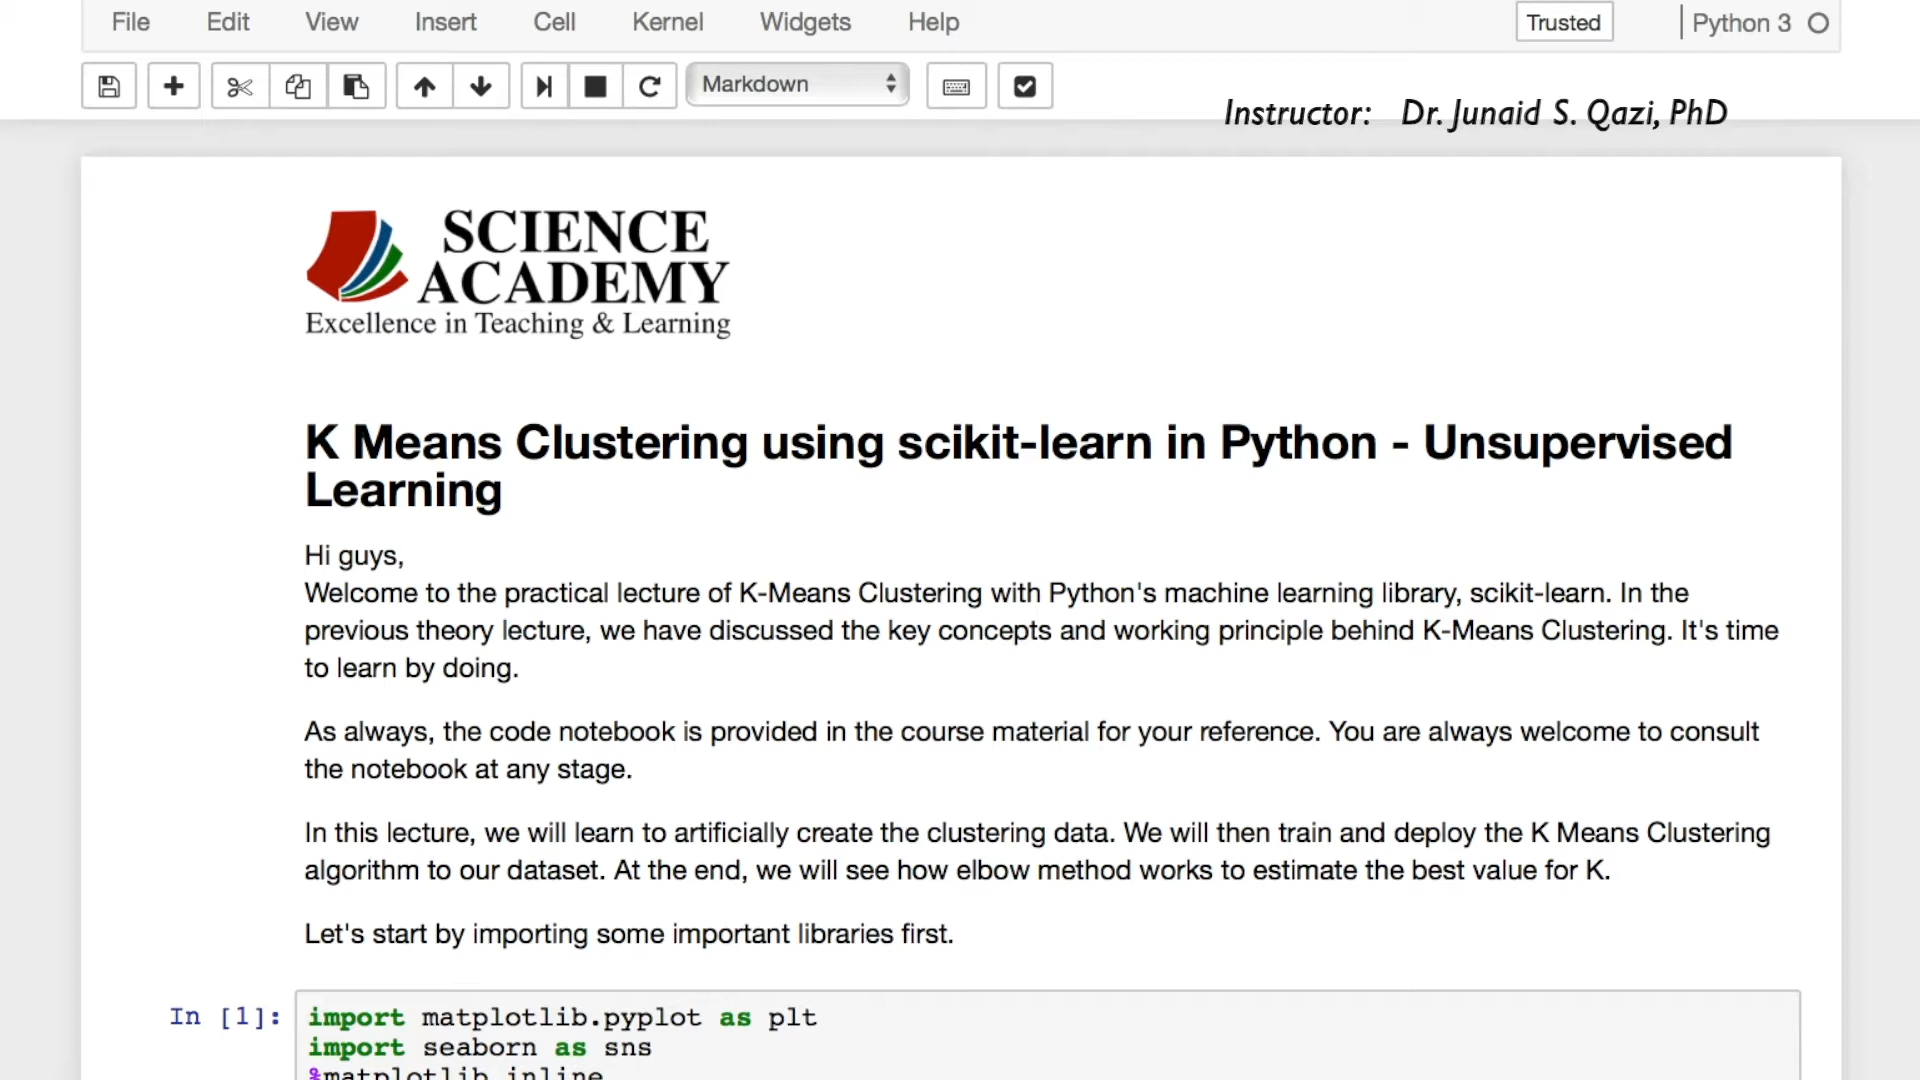 File Edit View Insert Cell Kernel Widgets Help Trusted Python 3
Markdown
Instructor: Dr. Junaid S. Qazi, PhD
SCIENCE
ACADEMY
Excellence in Teaching & Learning
K Means Clustering using scikit-learn in Python - Unsupervised
Learning
Hi guys,
Welcome to the practical lecture of K-Means Clustering with Python's machine learning library, scikit-learn. In the
previous theory lecture, we have discussed the key concepts and working principle behind K-Means Clustering. It's time
to learn by doing.
As always, the code notebook is provided in the course material for your reference. You are always welcome to consult
the notebook at any stage.
In this lecture, we will learn to artificially create the clustering data. We will then train and deploy the K Means Clustering
algorithm to our dataset. At the end, we will see how elbow method works to estimate the best value for K.
Let's start by importing some important libraries first.
In [1]: import matplotlib.pyplot as plt
import seaborn as sns
%matplotlib inline